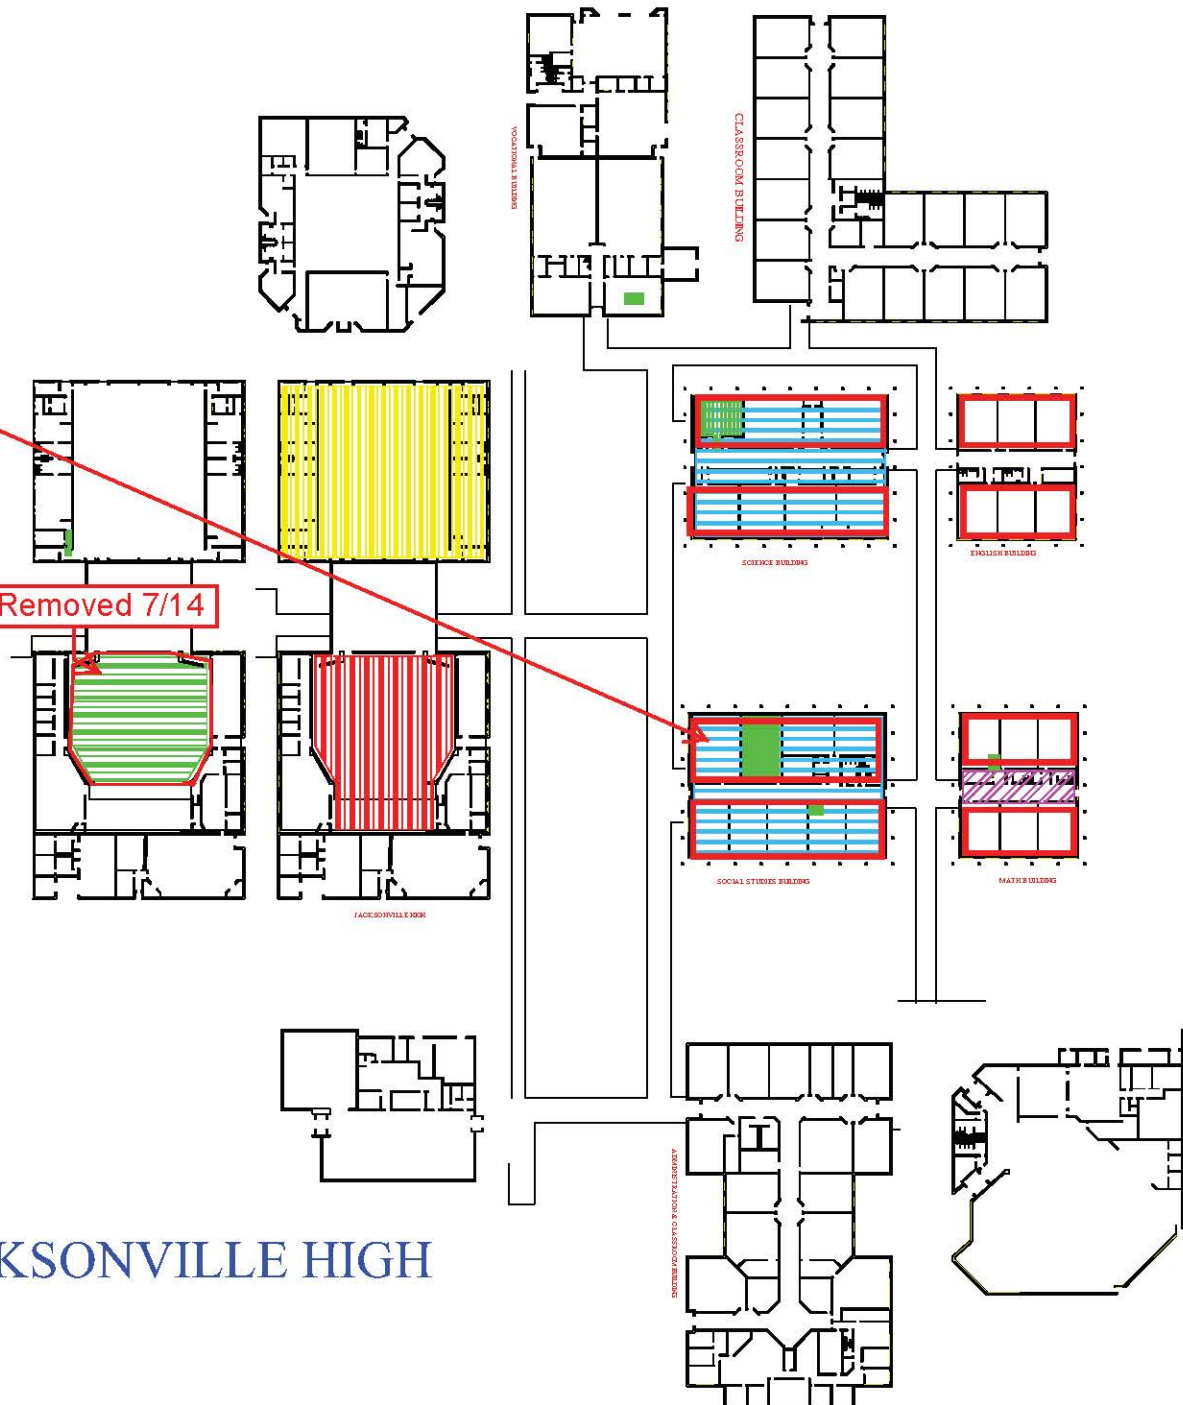 VOCATIONAL BUILDING
CLASSROOM BUILDING
SCIENCE BUILDING
ENGLISH BUILDING
Removed 7/14
SOCIAL STUDIES BUILDING
MATH BUILDING
JACKSONVILLE HIGH
ADMINISTRATION & CLASSROOM BUILDING
KSONVILLE HIGH